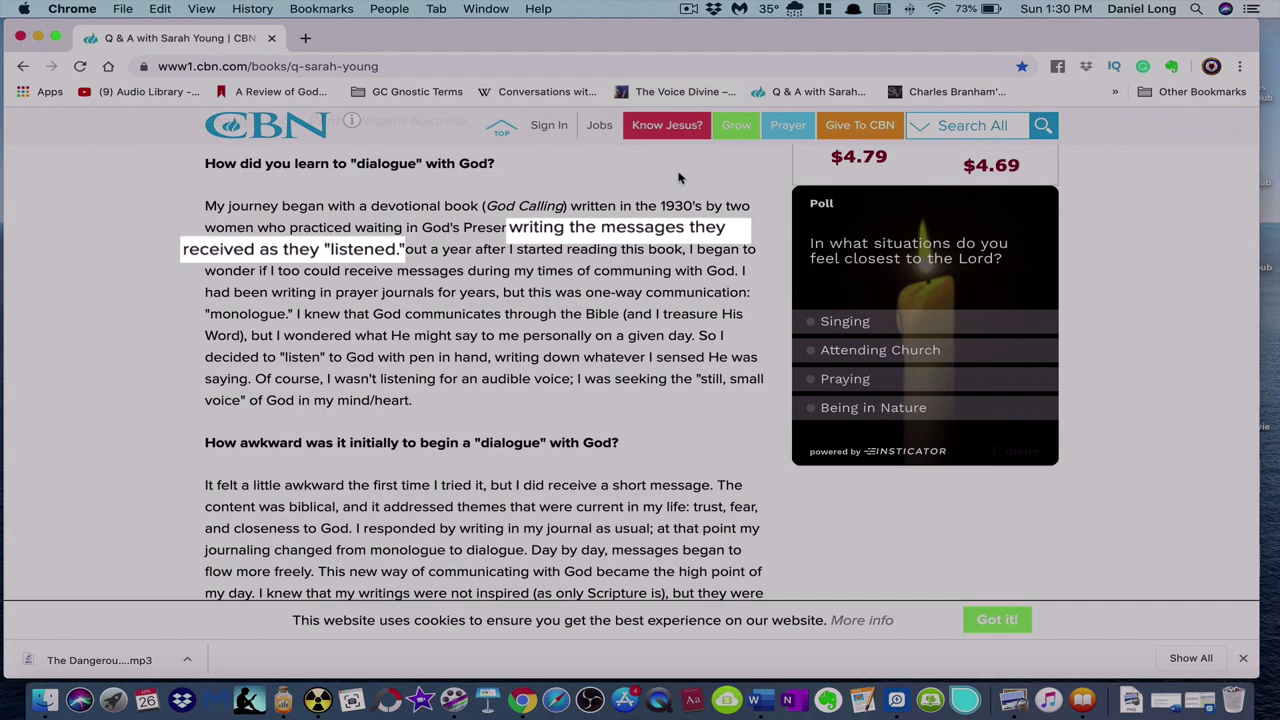 Chrome File Edit View History Bookmarks People Tab Window Help 35° 73% Sun 1:30 PM Daniel Long
Q & A with Sarah Young | CBN.
www1.cbn.com/books/q-sarah-young
Apps (9) Audio Library -... A Review of God... GC Gnostic Terms Conversations wit... The Voice Divine –... Q & A with Sarah... Charles Branham'... » Other Bookmarks
CBN TOP Sign In Jobs Know Jesus? Grow Prayer Give To CBN Search All
Western Australia.
$4.79 $4.69
How did you learn to "dialogue" with God?
My journey began with a devotional book (God Calling) written in the 1930's by two
women who practiced waiting in God's Presen writing the messages they
received as they "listened." out a year after I started reading this book, I began to
wonder if I too could receive messages during my times of communing with God. I
had been writing in prayer journals for years, but this was one-way communication:
"monologue." I knew that God communicates through the Bible (and I treasure His
Word), but I wondered what He might say to me personally on a given day. So I
decided to "listen" to God with pen in hand, writing down whatever I sensed He was
saying. Of course, I wasn't listening for an audible voice; I was seeking the "still, small
voice" of God in my mind/heart.
How awkward was it initially to begin a "dialogue" with God?
It felt a little awkward the first time I tried it, but I did receive a short message. The
content was biblical, and it addressed themes that were current in my life: trust, fear,
and closeness to God. I responded by writing in my journal as usual; at that point my
journaling changed from monologue to dialogue. Day by day, messages began to
flow more freely. This new way of communicating with God became the high point of
my day. I knew that my writings were not inspired (as only Scripture is), but they were
Poll
In what situations do you
feel closest to the Lord?
Singing
Attending Church
Praying
Being in Nature
powered by INSTICATOR GIPHY
This website uses cookies to ensure you get the best experience on our website. More info Got it!
The Dangerou....mp3 Show All